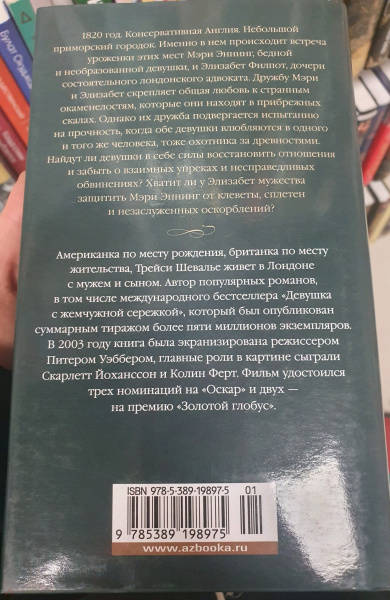 1820 год. Консервативная Англия. Небольшой
приморский городок. Именно в нем происходит встреча
уроженки этих мест Мэри Эннинг, бедной
и необразованной девушки, и Элизабет Филпот, дочери
состоятельного лондонского адвоката. Дружбу Мэри
и Элизабет скрепляет общая любовь к странным
окаменелостям, которые они находят в прибрежных
скалах. Однако их дружба подвергается испытанию
на прочность, когда обе девушки влюбляются в одного
и того же человека, тоже охотника за древностями.
Найдут ли девушки в себе силы восстановить отношения
и забыть о взаимных упреках и несправедливых
обвинениях? Хватит ли у Элизабет мужества
защитить Мэри Эннинг от клеветы, сплетен
и незаслуженных оскорблений?
Американка по месту рождения, британка по месту
жительства, Трейси Шевалье живет в Лондоне
с мужем и сыном. Автор популярных романов,
в том числе международного бестселлера «Девушка
с жемчужной сережкой», который был опубликован
суммарным тиражом более пяти миллионов экземпляров.
В 2003 году книга была экранизирована режиссером
Питером Уэббером, главные роли в картине сыграли
Скарлетт Йоханссон и Колин Ферт. Фильм удостоился
трех номинаций на «Оскар» и двух —
на премию «Золотой глобус».
ISBN 978-5-389-19897-5 01
9 785389 198975
www.azbooka.ru